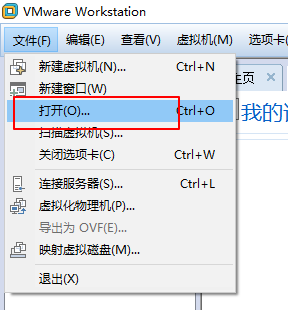 VMware Workstation
文件(F) 编辑(E) 查看(V) 虚拟机(M) 选项卡
新建虚拟机(N)... Ctrl+N
新建窗口(W)
主页
打开(O)... Ctrl+O
我的
扫描虚拟机(S)...
关闭选项卡(C) Ctrl+W
连接服务器(S)... Ctrl+L
虚拟化物理机(P)...
导出为 OVF(E)...
映射虚拟磁盘(M)...
退出(X)